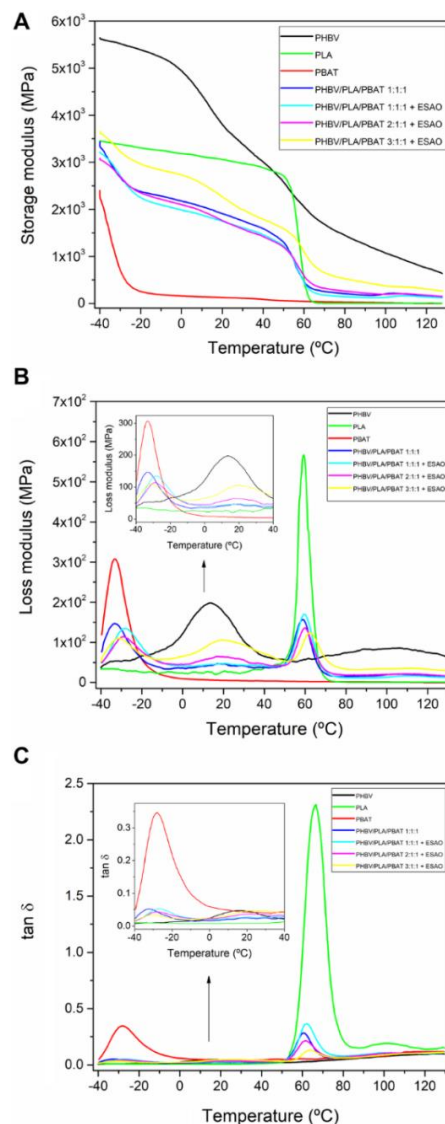 A
Storage modulus (MPa)
6x10³
5x10³
4x10³
3x10³
2x10³
1x10³
0
PHBV
PLA
PBAT
PHBV/PLA/PBAT 1:1:1
PHBV/PLA/PBAT 1:1:1 + ESAO
PHBV/PLA/PBAT 2:1:1 + ESAO
PHBV/PLA/PBAT 3:1:1 + ESAO
-40 -20 0 20 40 60 80 100 120
Temperature (ºC)
B
Loss modulus (MPa)
7x10²
6x10²
5x10²
4x10²
3x10²
2x10²
1x10²
0
Loss modulus (MPa)
300
200
100
0
-40 -20 0 20 40
Temperature (ºC)
PHBV
PLA
PBAT
PHBV/PLA/PBAT 1:1:1
PHBV/PLA/PBAT 1:1:1 + ESAO
PHBV/PLA/PBAT 2:1:1 + ESAO
PHBV/PLA/PBAT 3:1:1 + ESAO
-40 -20 0 20 40 60 80 100 120
Temperature (ºC)
C
tan δ
2.5
2.0
1.5
1.0
0.5
0.0
tan δ
0.4
0.3
0.2
0.1
0.0
-40 -20 0 20 40
Temperature (ºC)
PHBV
PLA
PBAT
PHBV/PLA/PBAT 1:1:1
PHBV/PLA/PBAT 1:1:1 + ESAO
PHBV/PLA/PBAT 2:1:1 + ESAO
PHBV/PLA/PBAT 3:1:1 + ESAO
-40 -20 0 20 40 60 80 100 120
Temperature (ºC)